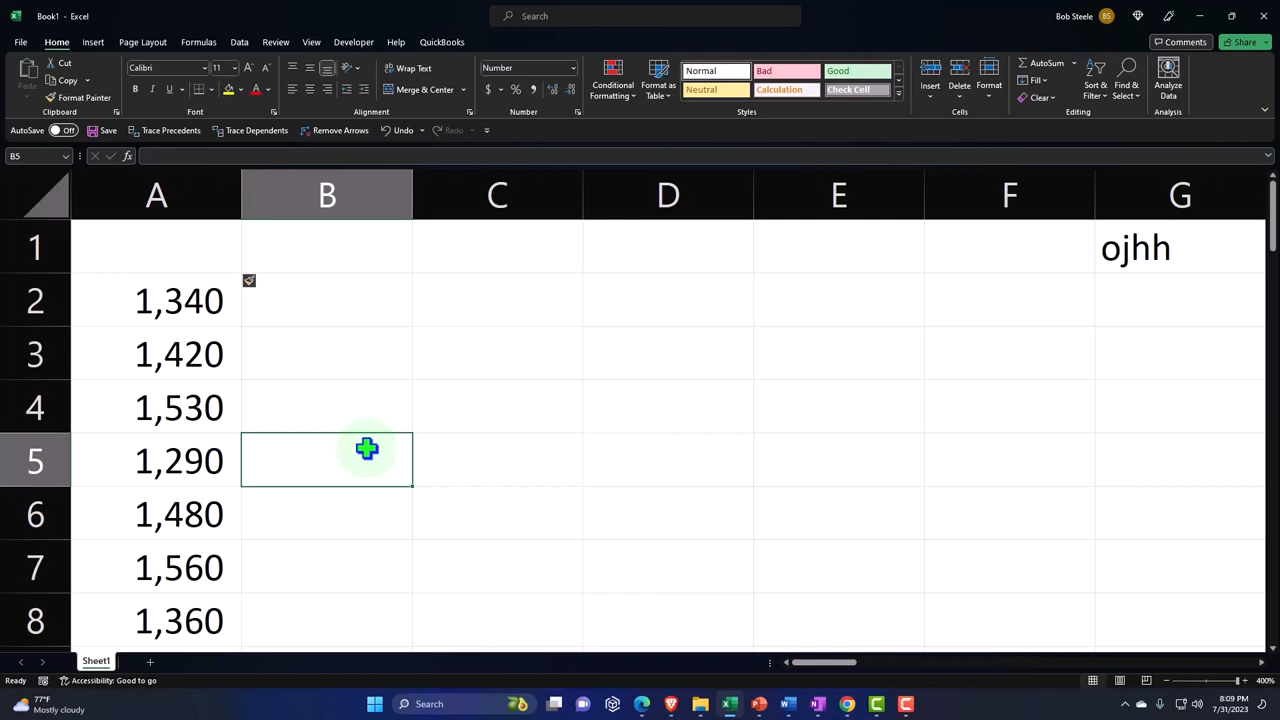 Book1 - Excel
Search
Bob Steele
BS
File Home Insert Page Layout Formulas Data Review View Developer Help QuickBooks
Comments
Share
Cut
Copy
Format Painter
Clipboard
Calibri
11
B I U
Font
Wrap Text
Merge & Center
Alignment
Number
$ % 9
Number
Conditional
Formatting
Format as
Table
Normal Bad Good
Neutral Calculation Check Cell
Styles
Insert Delete Format
Cells
AutoSum
Fill
Clear
Sort &
Filter
Find &
Select
Editing
Analyze
Data
Analysis
AutoSave Off Save Trace Precedents Trace Dependents Remove Arrows Undo Redo
B5
fx
A B C D E F G
1 ojhh
2 1,340
3 1,420
4 1,530
5 1,290
6 1,480
7 1,560
8 1,360
Sheet1
Ready Accessibility: Good to go
400%
77°F
Mostly cloudy
Search
8:09 PM
7/31/2023